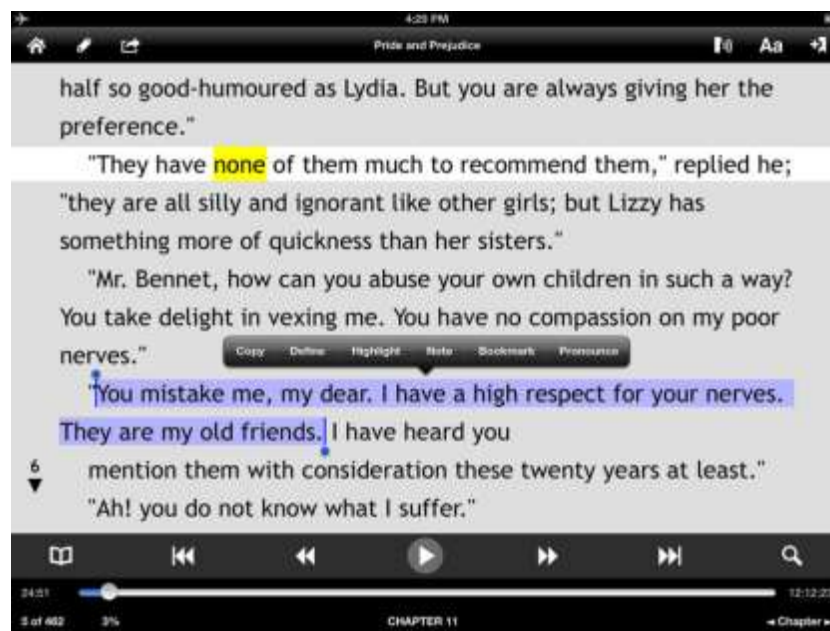 4:28 PM
Pride and Prejudice
Aa
half so good-humoured as Lydia. But you are always giving her the
preference."
"They have none of them much to recommend them," replied he;
"they are all silly and ignorant like other girls; but Lizzy has
something more of quickness than her sisters."
"Mr. Bennet, how can you abuse your own children in such a way?
You take delight in vexing me. You have no compassion on my poor
nerves."
Copy Define Highlight Note Bookmark Pronounce
"You mistake me, my dear. I have a high respect for your nerves.
They are my old friends. I have heard you
6
mention them with consideration these twenty years at least."
"Ah! you do not know what I suffer."
24:51
5 of 462 3% CHAPTER 11 Chapter